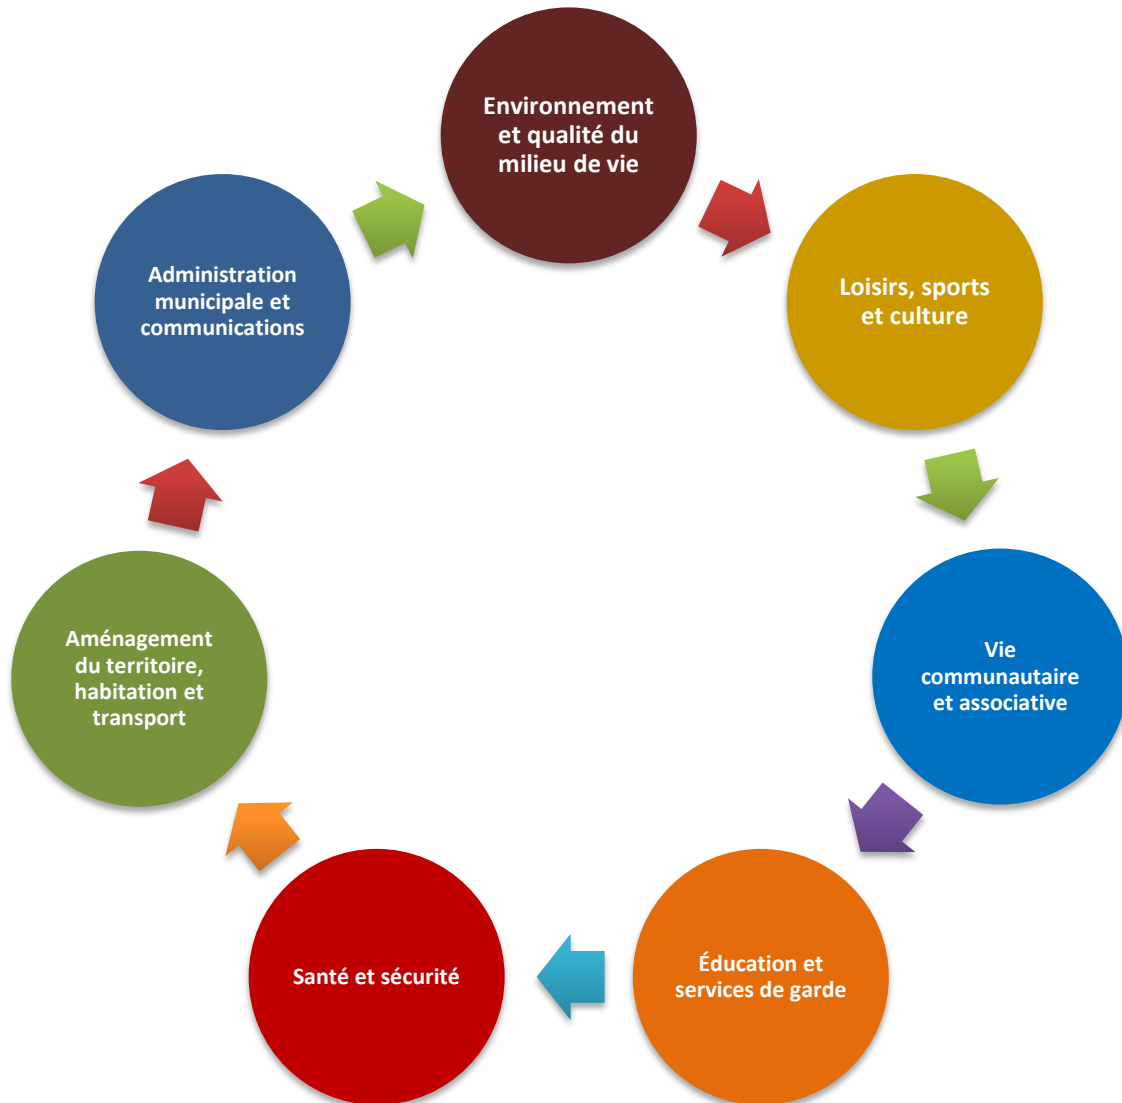 Environnement
et qualité du
milieu de vie
Loisirs, sports
et culture
Vie
communautaire
et associative
Éducation et
services de garde
Santé et sécurité
Aménagement
du territoire,
habitation et
transport
Administration
municipale et
communications